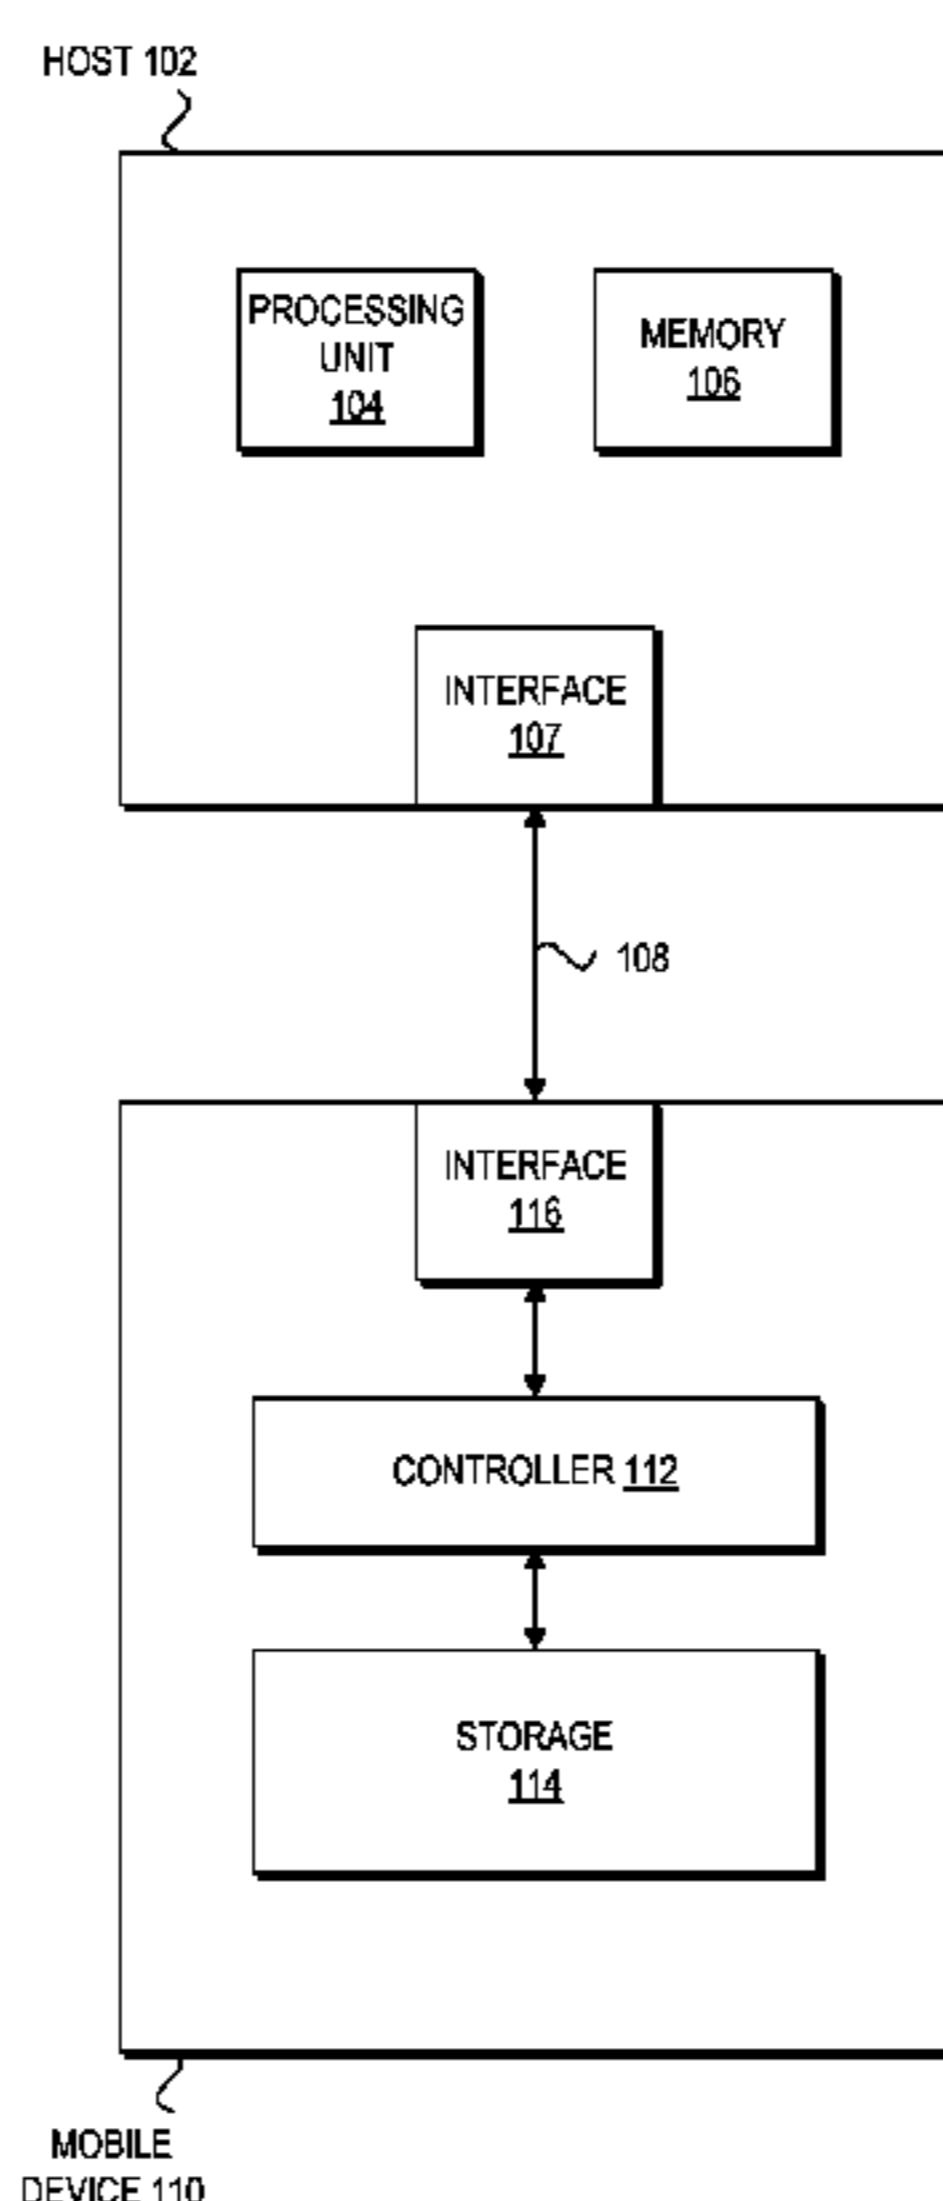 HOST 102
PROCESSING
UNIT
104
MEMORY
106
INTERFACE
107
108
INTERFACE
116
CONTROLLER 112
STORAGE
114
MOBILE
DEVICE 110